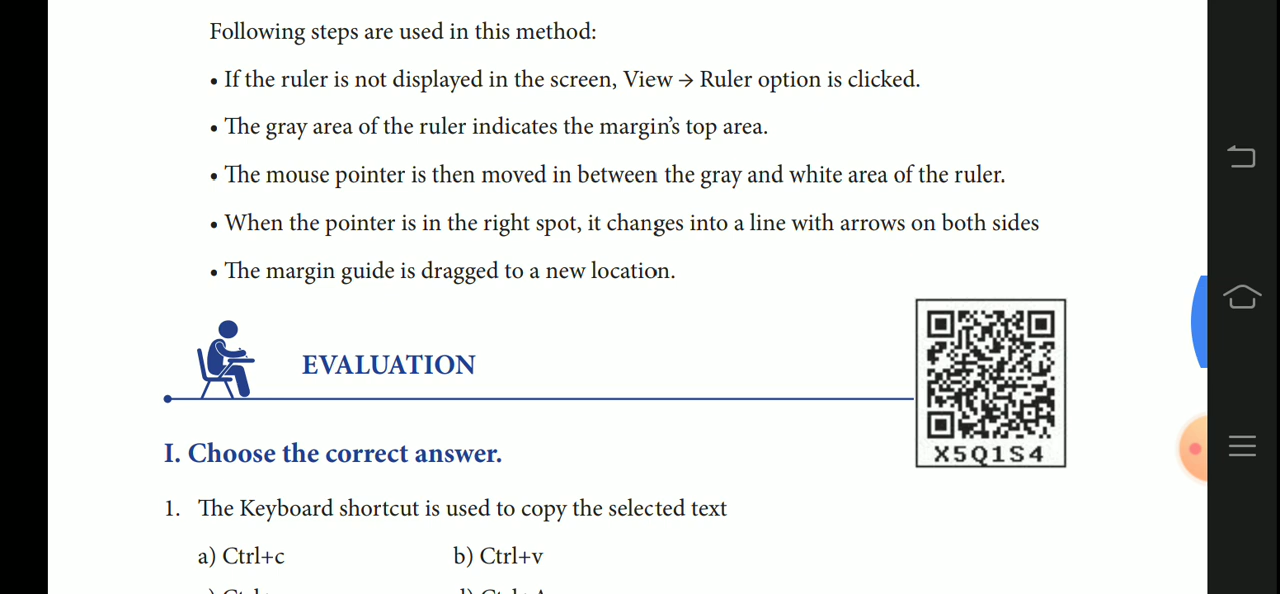 Following steps are used in this method:
• If the ruler is not displayed in the screen, View → Ruler option is clicked.
• The gray area of the ruler indicates the margin's top area.
• The mouse pointer is then moved in between the gray and white area of the ruler.
• When the pointer is in the right spot, it changes into a line with arrows on both sides
• The margin guide is dragged to a new location.
EVALUATION
X5Q1S4
I. Choose the correct answer.
1. The Keyboard shortcut is used to copy the selected text
a) Ctrl+c b) Ctrl+v